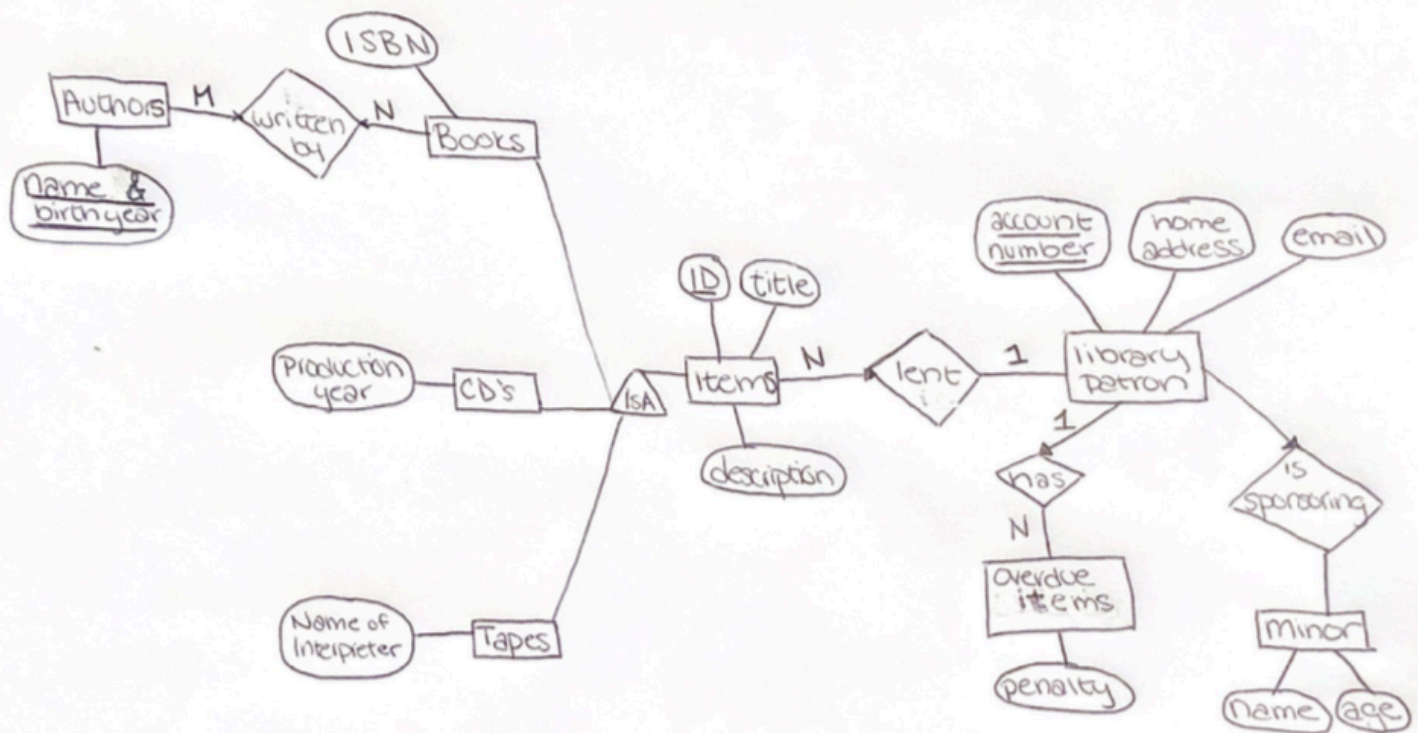 ISBN
Authors
M
written
by
N
Books
name &
birthyear
account
number
home
address
email
ID
title
Production
year
CD's
ISA
Items
N
lent
1
library
patron
description
1
has
is
sponsoring
N
overdue
items
Name of
Interpreter
Tapes
minor
penalty
name
age